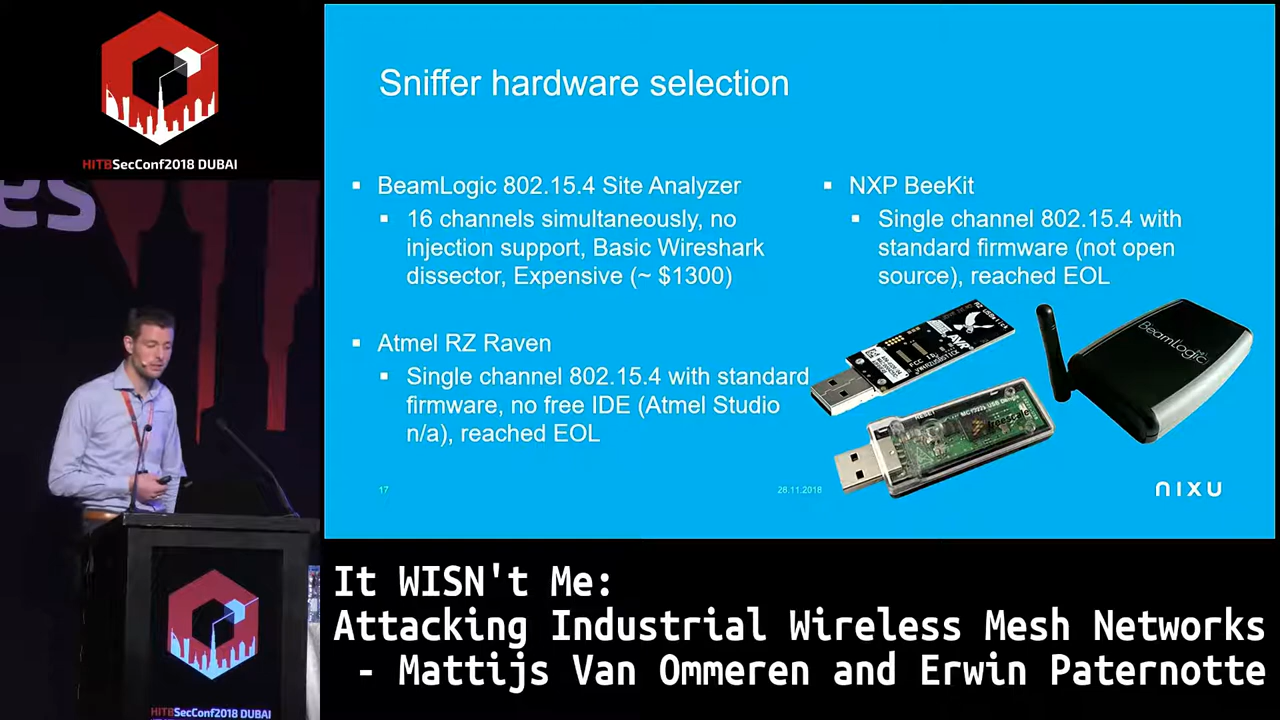 HITBSecConf2018 DUBAI
es
Sniffer hardware selection
▪ BeamLogic 802.15.4 Site Analyzer
▪ 16 channels simultaneously, no
injection support, Basic Wireshark
dissector, Expensive (~ $1300)
▪ Atmel RZ Raven
▪ Single channel 802.15.4 with standard
firmware, no free IDE (Atmel Studio
n/a), reached EOL
▪ NXP BeeKit
▪ Single channel 802.15.4 with
standard firmware (not open
source), reached EOL
AVR
BeamLogic
RESET
17
26.11.2018
nixu
HITBSecConf2018 DUBAI
It WISN't Me:
Attacking Industrial Wireless Mesh Networks
- Mattijs Van Ommeren and Erwin Paternotte